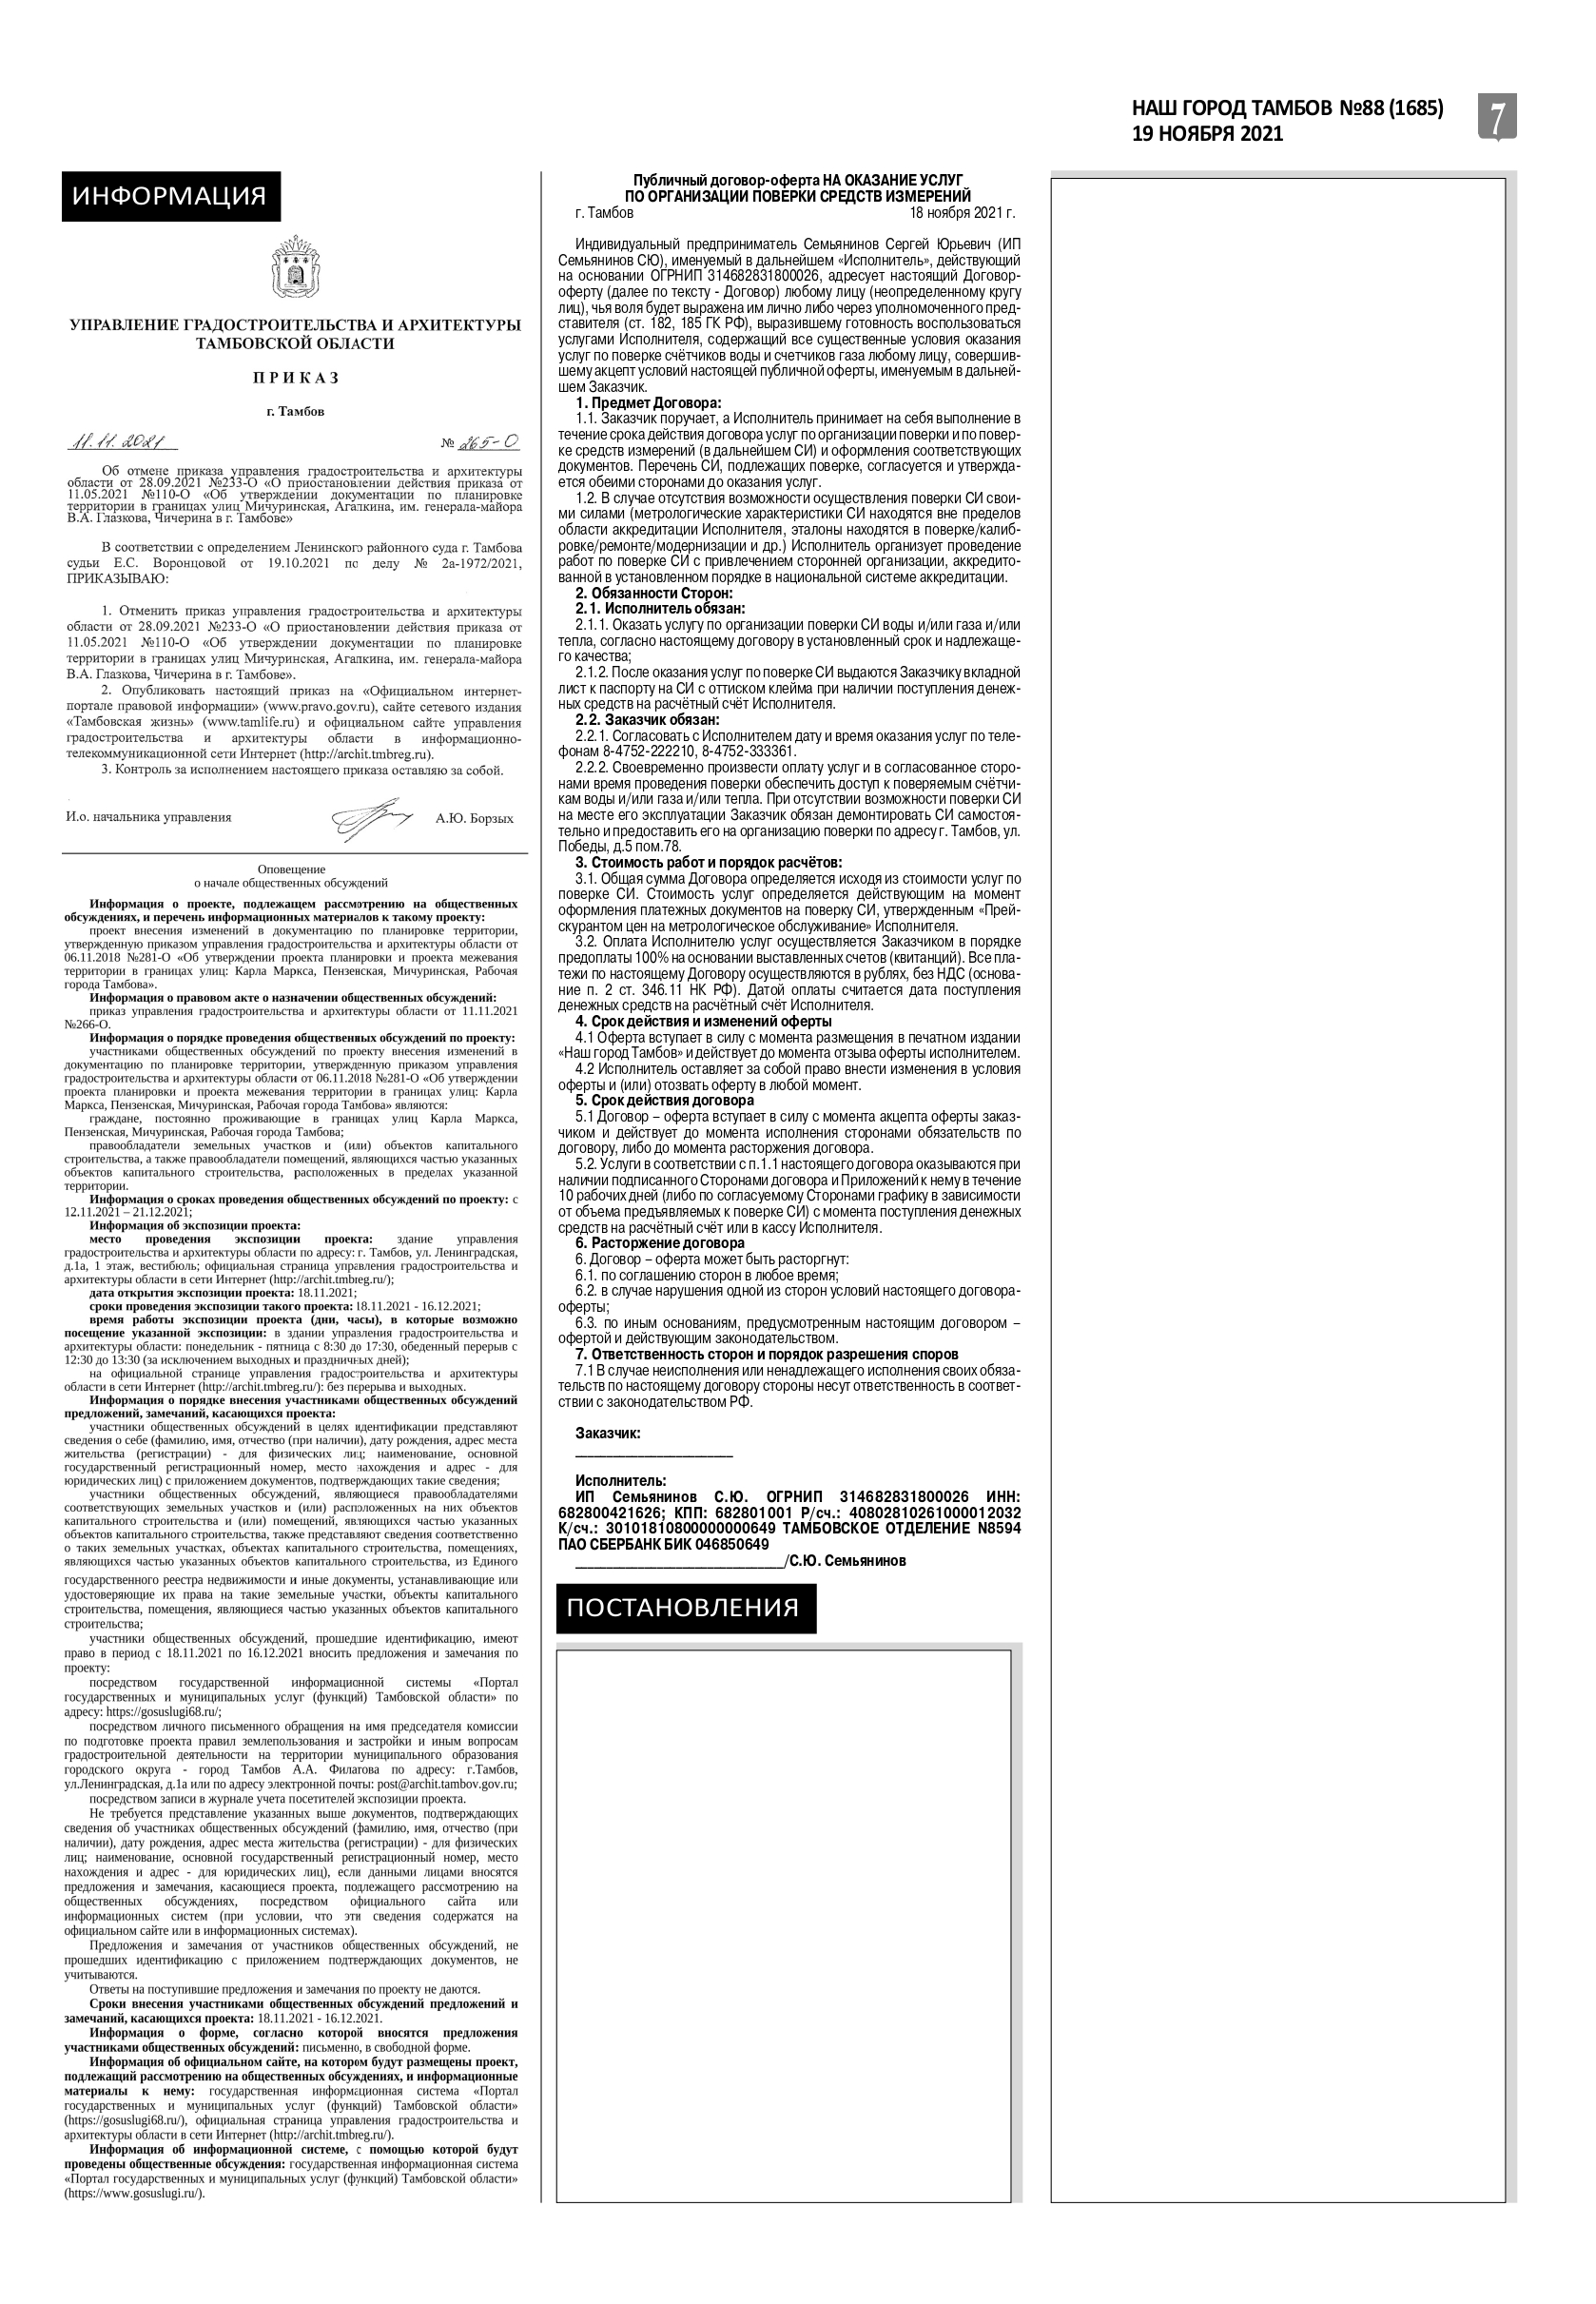 НАШ ГОРОД ТАМБОВ №88 (1685)
19 НОЯБРЯ 2021
7
ИНФОРМАЦИЯ
УПРАВЛЕНИЕ ГРАДОСТРОИТЕЛЬСТВА И АРХИТЕКТУРЫ
ТАМБОВСКОЙ ОБЛАСТИ
П Р И К А З
г. Тамбов
11.11.2021 № 265-О
Об отмене приказа управления градостроительства и архитектуры
области от 28.09.2021 №233-О «О приостановлении действия приказа от
11.05.2021 №110-О «Об утверждении документации по планировке
территории в границах улиц Мичуринская, Агапкина, им. генерала-майора
В.А. Глазкова, Чичерина в г. Тамбове»
В соответствии с определением Ленинского районного суда г. Тамбова
судьи Е.С. Воронцовой от 19.10.2021 по делу № 2а-1972/2021,
ПРИКАЗЫВАЮ:
1. Отменить приказ управления градостроительства и архитектуры
области от 28.09.2021 №233-О «О приостановлении действия приказа от
11.05.2021 №110-О «Об утверждении документации по планировке
территории в границах улиц Мичуринская, Агапкина, им. генерала-майора
В.А. Глазкова, Чичерина в г. Тамбове».
2. Опубликовать настоящий приказ на «Официальном интернет-
портале правовой информации» (www.pravo.gov.ru), сайте сетевого издания
«Тамбовская жизнь» (www.tamlife.ru) и официальном сайте управления
градостроительства и архитектуры области в информационно-
телекоммуникационной сети Интернет (http://archit.tmbreg.ru).
3. Контроль за исполнением настоящего приказа оставляю за собой.
И.о. начальника управления А.Ю. Борзых
Оповещение
о начале общественных обсуждений
Информация о проекте, подлежащем рассмотрению на общественных
обсуждениях, и перечень информационных материалов к такому проекту:
проект внесения изменений в документацию по планировке территории,
утвержденную приказом управления градостроительства и архитектуры области от
06.11.2018 №281-О «Об утверждении проекта планировки и проекта межевания
территории в границах улиц: Карла Маркса, Пензенская, Мичуринская, Рабочая
города Тамбова».
Информация о правовом акте о назначении общественных обсуждений:
приказ управления градостроительства и архитектуры области от 11.11.2021
№266-О.
Информация о порядке проведения общественных обсуждений по проекту:
участниками общественных обсуждений по проекту внесения изменений в
документацию по планировке территории, утвержденную приказом управления
градостроительства и архитектуры области от 06.11.2018 №281-О «Об утверждении
проекта планировки и проекта межевания территории в границах улиц: Карла
Маркса, Пензенская, Мичуринская, Рабочая города Тамбова» являются:
граждане, постоянно проживающие в границах улиц Карла Маркса,
Пензенская, Мичуринская, Рабочая города Тамбова;
правообладатели земельных участков и (или) объектов капитального
строительства, а также правообладатели помещений, являющихся частью указанных
объектов капитального строительства, расположенных в пределах указанной
территории.
Информация о сроках проведения общественных обсуждений по проекту: с
12.11.2021 – 21.12.2021;
Информация об экспозиции проекта:
место проведения экспозиции проекта: здание управления
градостроительства и архитектуры области по адресу: г. Тамбов, ул. Ленинградская,
д.1а, 1 этаж, вестибюль; официальная страница управления градостроительства и
архитектуры области в сети Интернет (http://archit.tmbreg.ru/);
дата открытия экспозиции проекта: 18.11.2021;
сроки проведения экспозиции такого проекта: 18.11.2021 - 16.12.2021;
время работы экспозиции проекта (дни, часы), в которые возможно
посещение указанной экспозиции: в здании управления градостроительства и
архитектуры области: понедельник - пятница с 8:30 до 17:30, обеденный перерыв с
12:30 до 13:30 (за исключением выходных и праздничных дней);
на официальной странице управления градостроительства и архитектуры
области в сети Интернет (http://archit.tmbreg.ru/): без перерыва и выходных.
Информация о порядке внесения участниками общественных обсуждений
предложений, замечаний, касающихся проекта:
участники общественных обсуждений в целях идентификации представляют
сведения о себе (фамилию, имя, отчество (при наличии), дату рождения, адрес места
жительства (регистрации) - для физических лиц; наименование, основной
государственный регистрационный номер, место нахождения и адрес - для
юридических лиц) с приложением документов, подтверждающих такие сведения;
участники общественных обсуждений, являющиеся правообладателями
соответствующих земельных участков и (или) расположенных на них объектов
капитального строительства и (или) помещений, являющихся частью указанных
объектов капитального строительства, также представляют сведения соответственно
о таких земельных участках, объектах капитального строительства, помещениях,
являющихся частью указанных объектов капитального строительства, из Единого
государственного реестра недвижимости и иные документы, устанавливающие или
удостоверяющие их права на такие земельные участки, объекты капитального
строительства, помещения, являющиеся частью указанных объектов капитального
строительства;
участники общественных обсуждений, прошедшие идентификацию, имеют
право в период с 18.11.2021 по 16.12.2021 вносить предложения и замечания по
проекту:
посредством государственной информационной системы «Портал
государственных и муниципальных услуг (функций) Тамбовской области» по
адресу: https://gosuslugi68.ru/;
посредством личного письменного обращения на имя председателя комиссии
по подготовке проекта правил землепользования и застройки и иным вопросам
градостроительной деятельности на территории муниципального образования
городского округа - город Тамбов А.А. Филатова по адресу: г.Тамбов,
ул.Ленинградская, д.1а или по адресу электронной почты: post@archit.tambov.gov.ru;
посредством записи в журнале учета посетителей экспозиции проекта.
Не требуется представление указанных выше документов, подтверждающих
сведения об участниках общественных обсуждений (фамилию, имя, отчество (при
наличии), дату рождения, адрес места жительства (регистрации) - для физических
лиц; наименование, основной государственный регистрационный номер, место
нахождения и адрес - для юридических лиц), если данными лицами вносятся
предложения и замечания, касающиеся проекта, подлежащего рассмотрению на
общественных обсуждениях, посредством официального сайта или
информационных систем (при условии, что эти сведения содержатся на
официальном сайте или в информационных системах).
Предложения и замечания от участников общественных обсуждений, не
прошедших идентификацию с приложением подтверждающих документов, не
учитываются.
Ответы на поступившие предложения и замечания по проекту не даются.
Сроки внесения участниками общественных обсуждений предложений и
замечаний, касающихся проекта: 18.11.2021 - 16.12.2021.
Информация о форме, согласно которой вносятся предложения
участниками общественных обсуждений: письменно, в свободной форме.
Информация об официальном сайте, на котором будут размещены проект,
подлежащий рассмотрению на общественных обсуждениях, и информационные
материалы к нему: государственная информационная система «Портал
государственных и муниципальных услуг (функций) Тамбовской области»
(https://gosuslugi68.ru/), официальная страница управления градостроительства и
архитектуры области в сети Интернет (http://archit.tmbreg.ru/).
Информация об информационной системе, с помощью которой будут
проведены общественные обсуждения: государственная информационная система
«Портал государственных и муниципальных услуг (функций) Тамбовской области»
(https://www.gosuslugi.ru/).
Публичный договор-оферта НА ОКАЗАНИЕ УСЛУГ
ПО ОРГАНИЗАЦИИ ПОВЕРКИ СРЕДСТВ ИЗМЕРЕНИЙ
г. Тамбов 18 ноября 2021 г.
Индивидуальный предприниматель Семьянинов Сергей Юрьевич (ИП
Семьянинов СЮ), именуемый в дальнейшем «Исполнитель», действующий
на основании ОГРНИП 314682831800026, адресует настоящий Договор-
оферту (далее по тексту - Договор) любому лицу (неопределенному кругу
лиц), чья воля будет выражена им лично либо через уполномоченного пред-
ставителя (ст. 182, 185 ГК РФ), выразившему готовность воспользоваться
услугами Исполнителя, содержащий все существенные условия оказания
услуг по поверке счётчиков воды и счетчиков газа любому лицу, совершив-
шему акцепт условий настоящей публичной оферты, именуемым в дальней-
шем Заказчик.
1. Предмет Договора:
1.1. Заказчик поручает, а Исполнитель принимает на себя выполнение в
течение срока действия договора услуг по организации поверки и по повер-
ке средств измерений (в дальнейшем СИ) и оформления соответствующих
документов. Перечень СИ, подлежащих поверке, согласуется и утвержда-
ется обеими сторонами до оказания услуг.
1.2. В случае отсутствия возможности осуществления поверки СИ свои-
ми силами (метрологические характеристики СИ находятся вне пределов
области аккредитации Исполнителя, эталоны находятся в поверке/калиб-
ровке/ремонте/модернизации и др.) Исполнитель организует проведение
работ по поверке СИ с привлечением сторонней организации, аккредито-
ванной в установленном порядке в национальной системе аккредитации.
2. Обязанности Сторон:
2.1. Исполнитель обязан:
2.1.1. Оказать услугу по организации поверки СИ воды и/или газа и/или
тепла, согласно настоящему договору в установленный срок и надлежаще-
го качества;
2.1.2. После оказания услуг по поверке СИ выдаются Заказчику вкладной
лист к паспорту на СИ с оттиском клейма при наличии поступления денеж-
ных средств на расчётный счёт Исполнителя.
2.2. Заказчик обязан:
2.2.1. Согласовать с Исполнителем дату и время оказания услуг по теле-
фонам 8-4752-222210, 8-4752-333361.
2.2.2. Своевременно произвести оплату услуг и в согласованное сторо-
нами время проведения поверки обеспечить доступ к поверяемым счётчи-
кам воды и/или газа и/или тепла. При отсутствии возможности поверки СИ
на месте его эксплуатации Заказчик обязан демонтировать СИ самостоя-
тельно и предоставить его на организацию поверки по адресу г. Тамбов, ул.
Победы, д.5 пом.78.
3. Стоимость работ и порядок расчётов:
3.1. Общая сумма Договора определяется исходя из стоимости услуг по
поверке СИ. Стоимость услуг определяется действующим на момент
оформления платежных документов на поверку СИ, утвержденным «Прей-
скурантом цен на метрологическое обслуживание» Исполнителя.
3.2. Оплата Исполнителю услуг осуществляется Заказчиком в порядке
предоплаты 100% на основании выставленных счетов (квитанций). Все пла-
тежи по настоящему Договору осуществляются в рублях, без НДС (основа-
ние п. 2 ст. 346.11 НК РФ). Датой оплаты считается дата поступления
денежных средств на расчётный счёт Исполнителя.
4. Срок действия и изменений оферты
4.1 Оферта вступает в силу с момента размещения в печатном издании
«Наш город Тамбов» и действует до момента отзыва оферты исполнителем.
4.2 Исполнитель оставляет за собой право внести изменения в условия
оферты и (или) отозвать оферту в любой момент.
5. Срок действия договора
5.1 Договор – оферта вступает в силу с момента акцепта оферты заказ-
чиком и действует до момента исполнения сторонами обязательств по
договору, либо до момента расторжения договора.
5.2. Услуги в соответствии с п.1.1 настоящего договора оказываются при
наличии подписанного Сторонами договора и Приложений к нему в течение
10 рабочих дней (либо по согласуемому Сторонами графику в зависимости
от объема предъявляемых к поверке СИ) с момента поступления денежных
средств на расчётный счёт или в кассу Исполнителя.
6. Расторжение договора
6. Договор – оферта может быть расторгнут:
6.1. по соглашению сторон в любое время;
6.2. в случае нарушения одной из сторон условий настоящего договора-
оферты;
6.3. по иным основаниям, предусмотренным настоящим договором –
офертой и действующим законодательством.
7. Ответственность сторон и порядок разрешения споров
7.1 В случае неисполнения или ненадлежащего исполнения своих обяза-
тельств по настоящему договору стороны несут ответственность в соответ-
ствии с законодательством РФ.
Заказчик:
_______________________
Исполнитель:
ИП Семьянинов С.Ю. ОГРНИП 314682831800026 ИНН:
682800421626; КПП: 682801001 Р/сч.: 40802810261000012032
К/сч.: 30101810800000000649 ТАМБОВСКОЕ ОТДЕЛЕНИЕ N8594
ПАО СБЕРБАНК БИК 046850649
______________________________/С.Ю. Семьянинов
ПОСТАНОВЛЕНИЯ